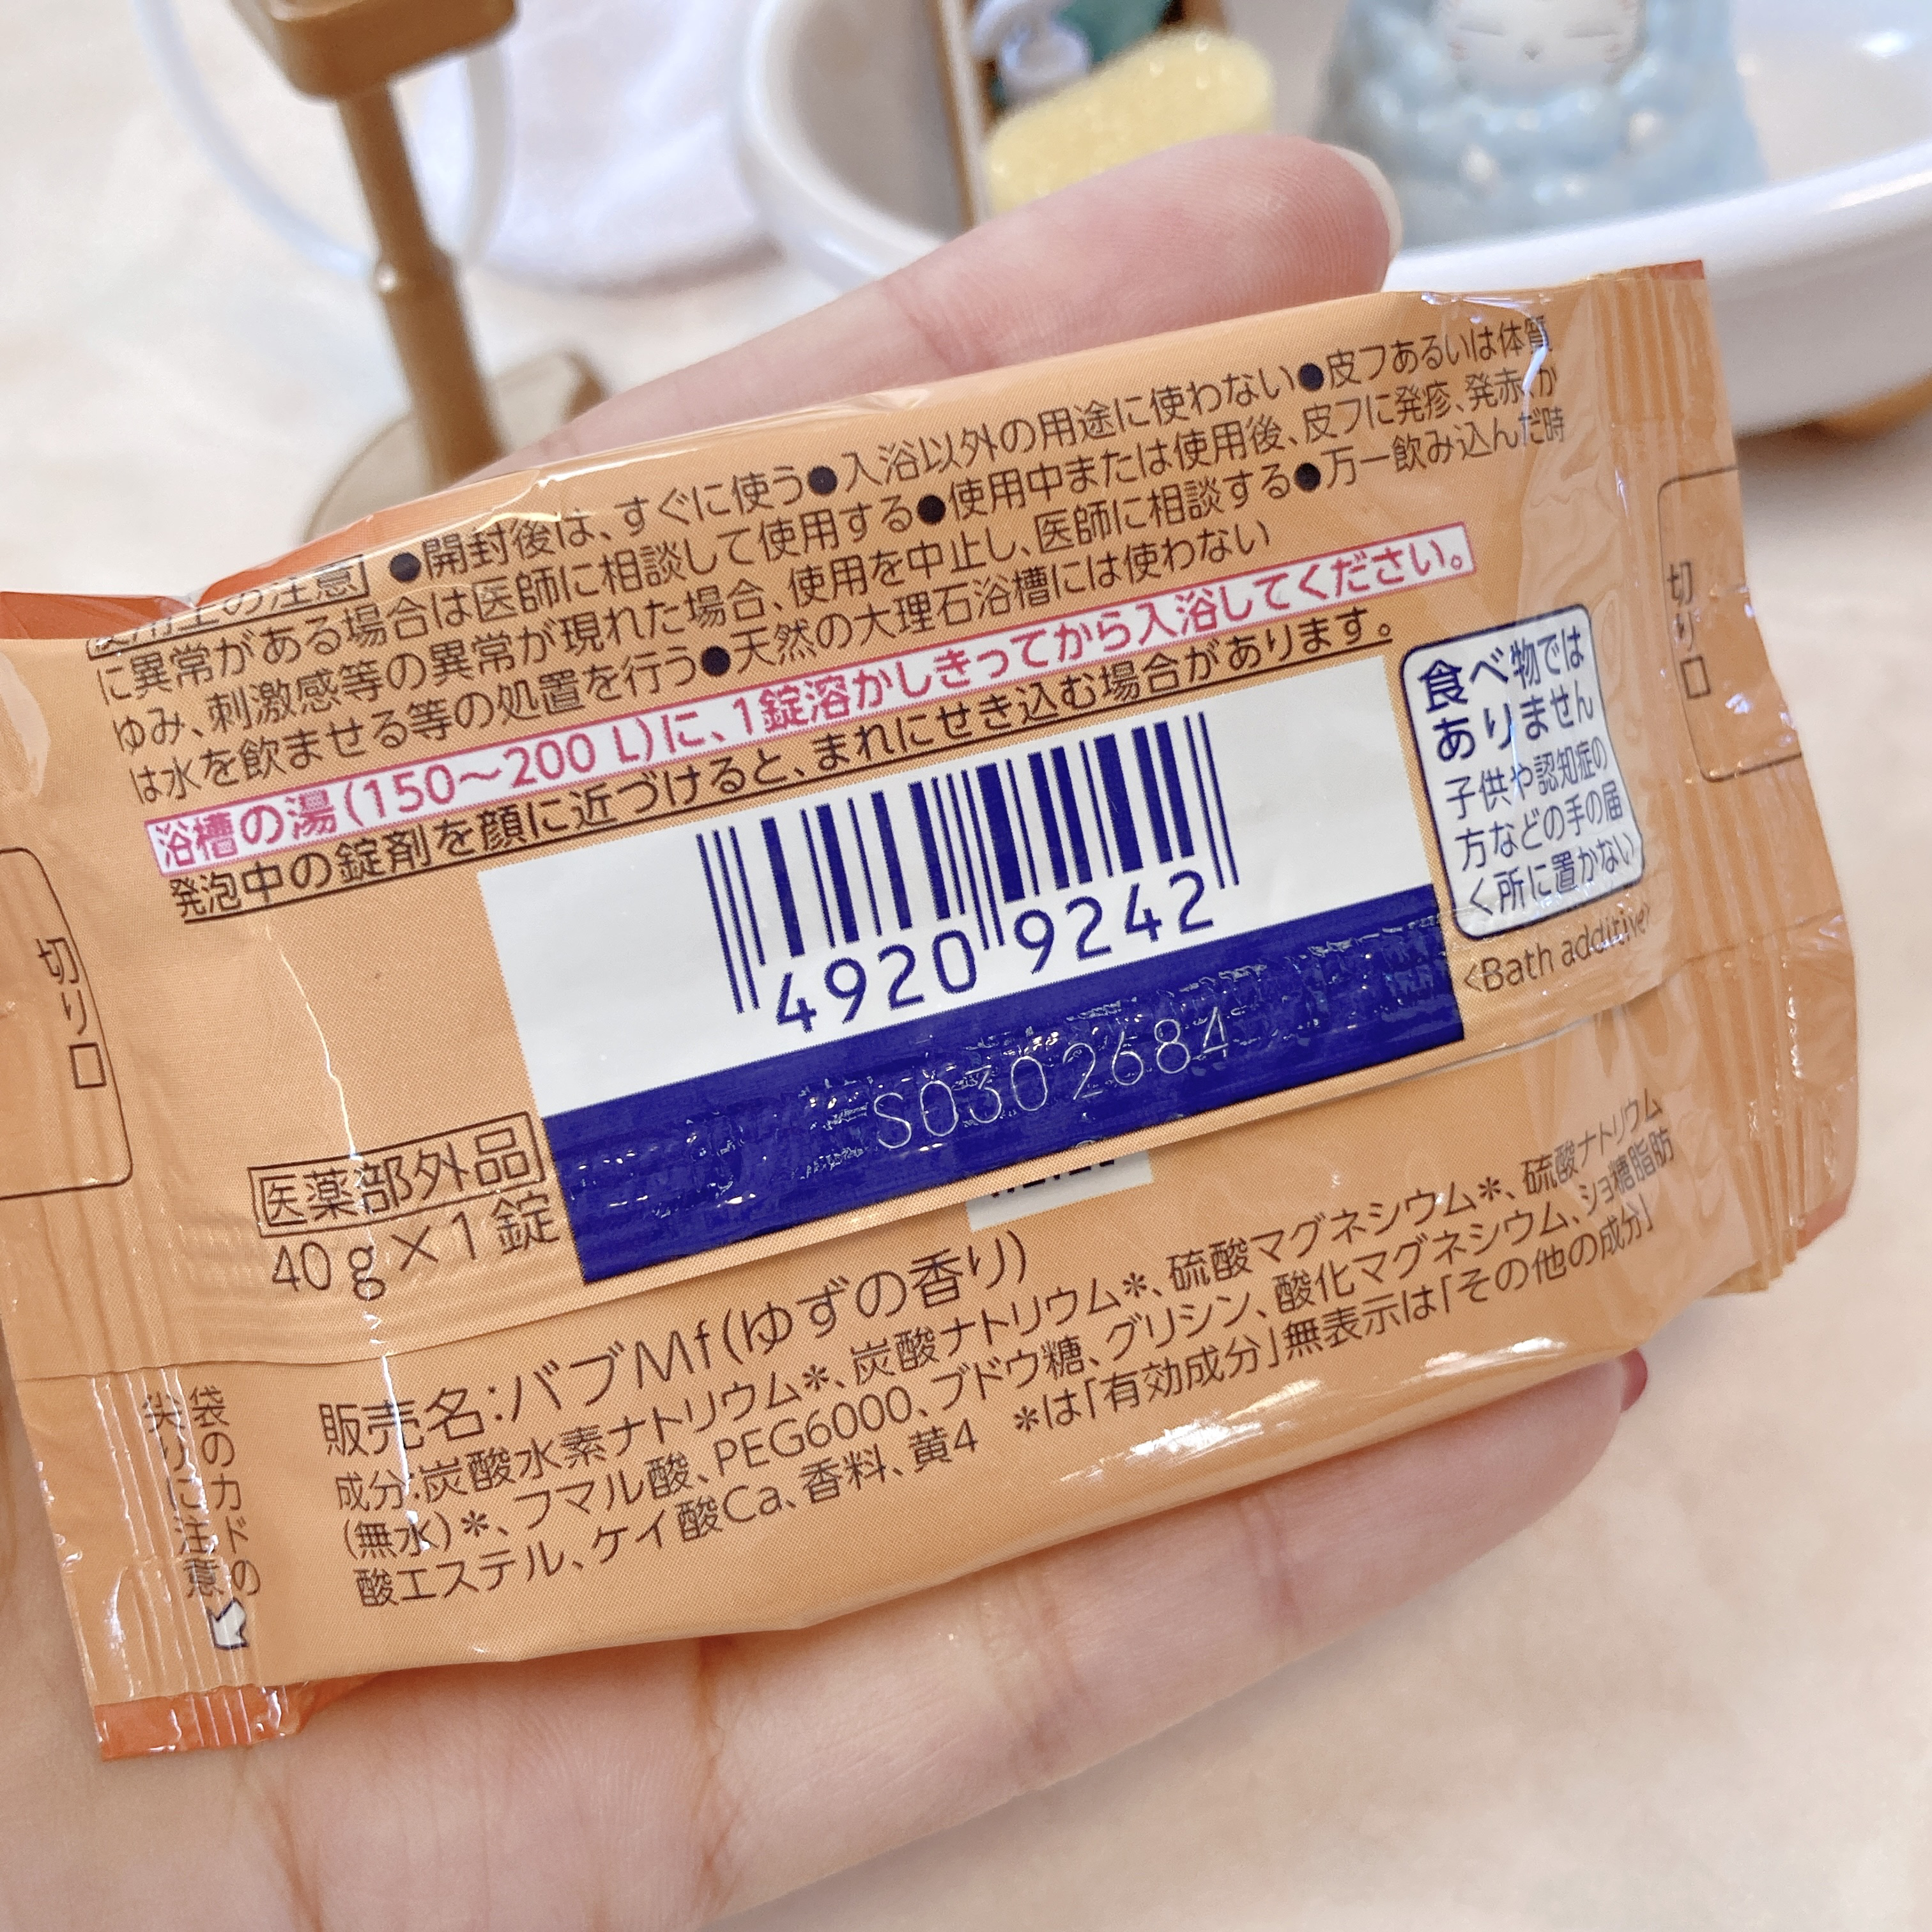 使用上の注意 ●開封後は、すぐに使う●入浴以外の用途に使わない●皮フあるいは体質
に異常がある場合は医師に相談して使用する●使用中または使用後、皮フに発疹、発赤、か
ゆみ、刺激感等の異常が現れた場合、使用を中止し、医師に相談する●万一飲み込んだ時
は水を飲ませる等の処置を行う●天然の大理石浴槽には使わない
浴槽の湯(150～200 L)に、1錠溶かしきってから入浴してください。
発泡中の錠剤を顔に近づけると、まれにせき込む場合があります。
食べ物では
ありません
子供や認知症の
方などの手の届
く所に置かない
<Bath additive>
切り口
切り口
4920 9242
S0302684
医薬部外品
40g×1錠
販売名:バブMf(ゆずの香り)
成分:炭酸水素ナトリウム*、炭酸ナトリウム*、硫酸マグネシウム*、硫酸ナトリウム
(無水)*、フマル酸、PEG6000、ブドウ糖、グリシン、酸化マグネシウム、ショ糖脂肪
酸エステル、ケイ酸Ca、香料、黄4 *は「有効成分」無表示は「その他の成分」
袋のカドの
尖りに注意